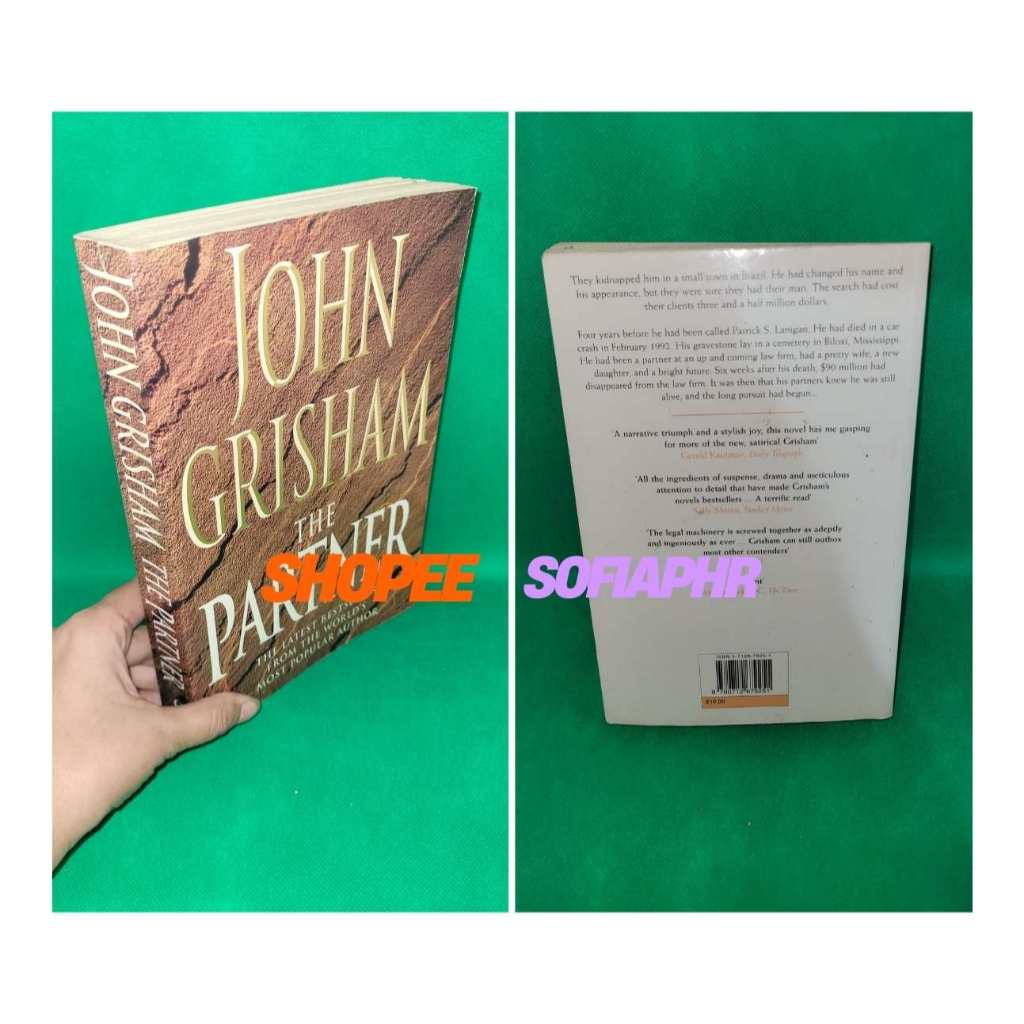 JOHN
GRISHAM
THE
PARTNER
THE LATEST
FROM THE WORLD'S
MOST POPULAR AUTHOR
JOHN GRISHAM THE PARTNER
SHOPEE SOFIAPHR
They kidnapped him in a small town in Brazil. He had changed his name and
his appearance, but they were sure they had their man. The search had cost
their clients three and a half million dollars.
Four years before he had been called Patrick S. Lanigan. He had died in a car
crash in February 1992. His gravestone lay in a cemetery in Biloxi, Mississippi.
He had been a partner at an up and coming law firm, had a pretty wife, a new
daughter, and a bright future. Six weeks after his death, $90 million had
disappeared from the law firm. It was then that his partners knew he was still
alive, and the long pursuit had begun...
'A narrative triumph and a stylish joy, this novel has me gasping
for more of the new, satirical Grisham'
Gerald Kaufman, Daily Telegraph
'All the ingredients of suspense, drama and meticulous
attention to detail that have made Grisham's
novels bestsellers ... A terrific read'
Sunday Mirror
'The legal machinery is screwed together as adeptly
and ingeniously as ever ... Grisham can still outbox
most other contenders'